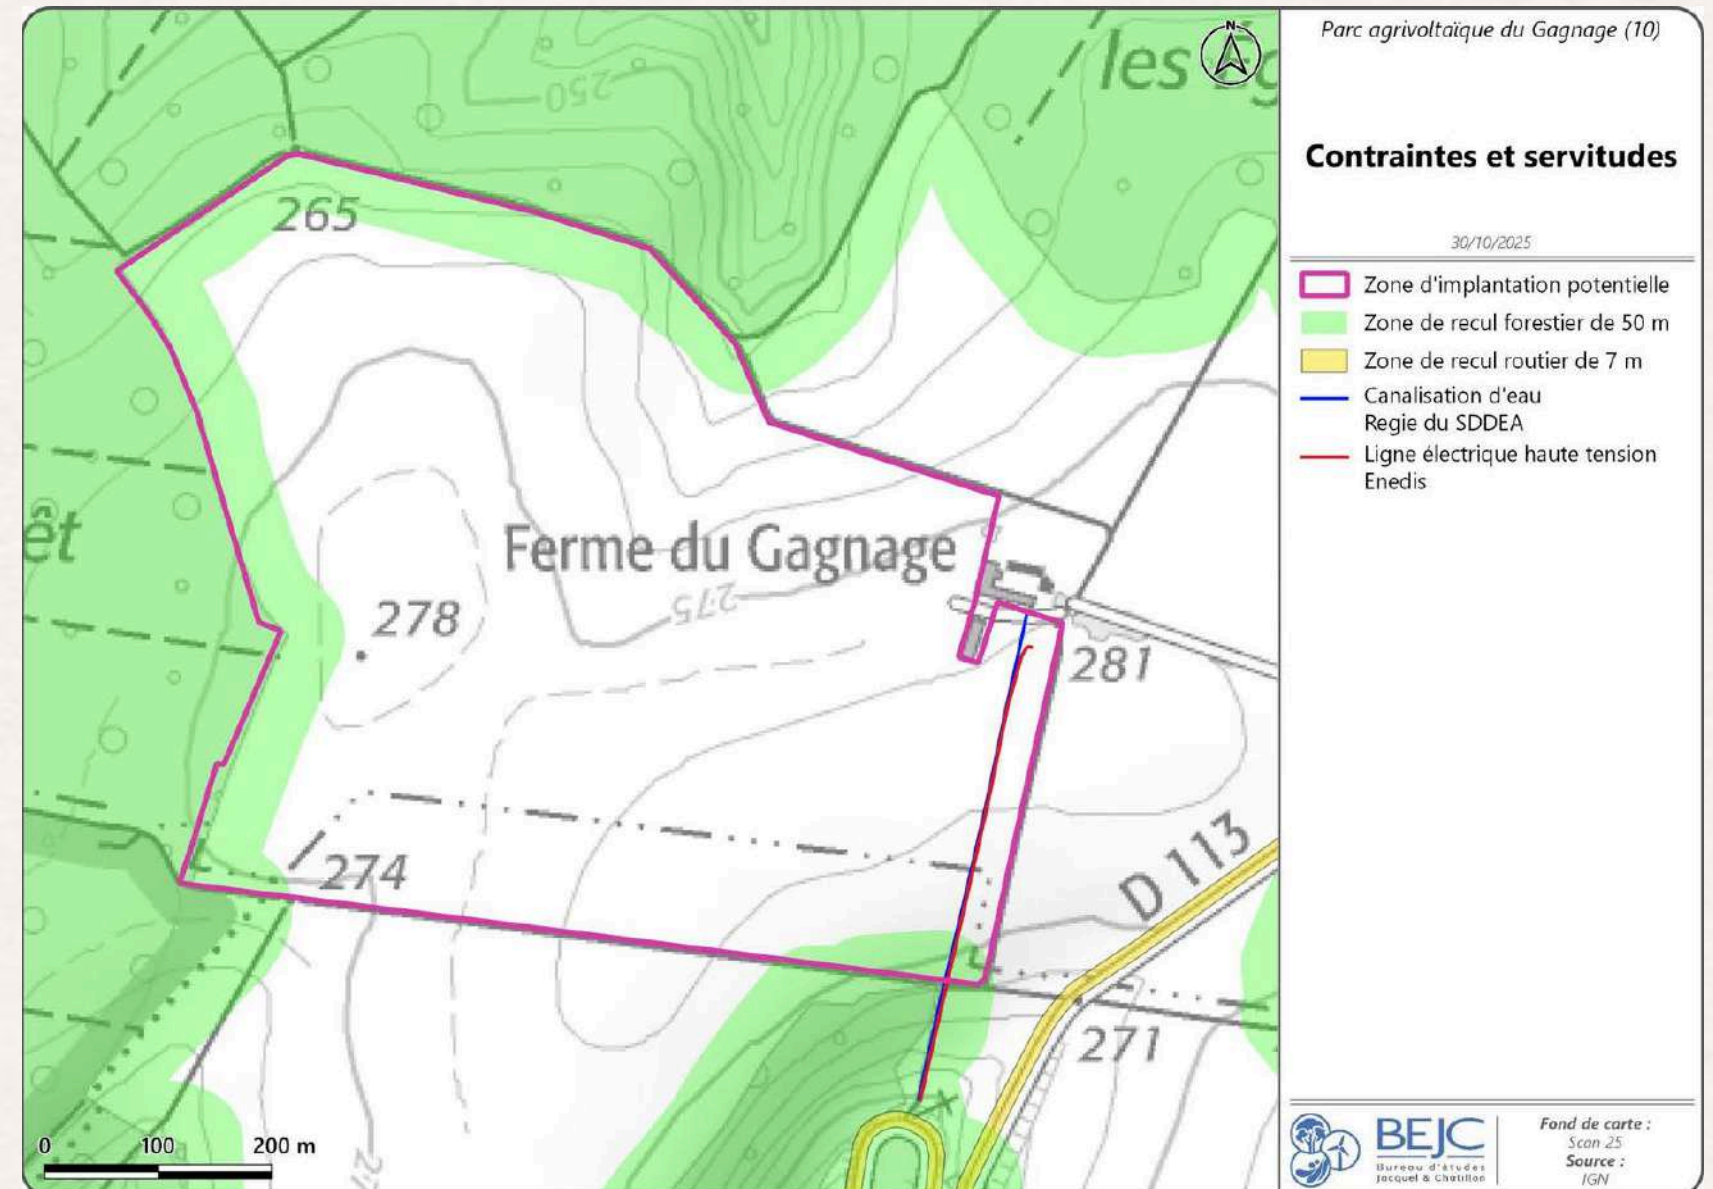 les Ég
265
250
Ferme du Gagnage
êt
278
275
281
274
D 113
271
0 100 200 m
N
Parc agrivoltaïque du Gagnage (10)
Contraintes et servitudes
30/10/2025
Zone d'implantation potentielle
Zone de recul forestier de 50 m
Zone de recul routier de 7 m
Canalisation d'eau
Regie du SDDEA
Ligne électrique haute tension
Enedis
BEJC
Bureau d'études
Jacquel & Chatillon
Fond de carte :
Scan 25
Source :
IGN